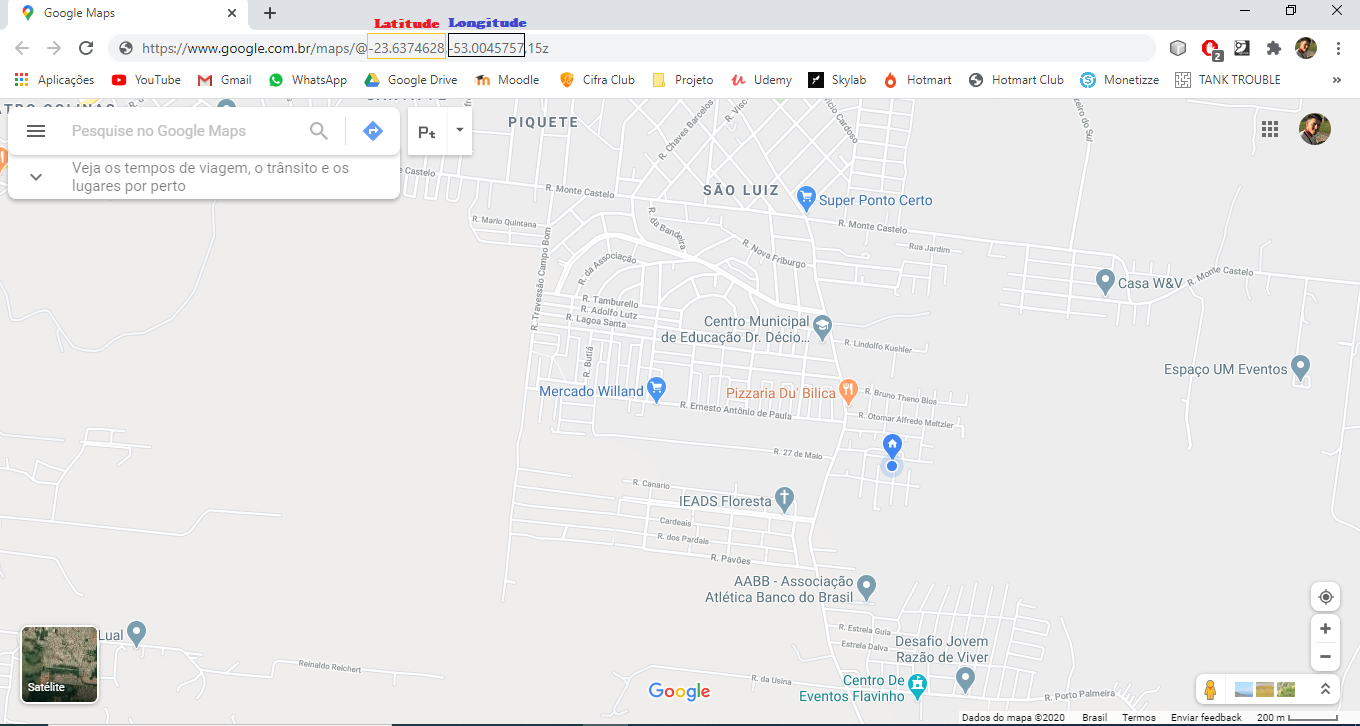 Google Maps
Latitude Longitude
https://www.google.com.br/maps/@-23.6374628,-53.0045757,15z
2
Aplicações YouTube Gmail WhatsApp Google Drive Moodle Cifra Club Projeto Udemy Skylab Hotmart Hotmart Club Monetizze TANK TROUBLE »
Pesquise no Google Maps
Veja os tempos de viagem, o trânsito e os
lugares por perto
PIQUETE
R. Chaves Barcelos
SÃO LUIZ
R. Monte Castelo
Super Ponto Certo
R. Mario Quintana
R. da Bandeira
R. Monte Castelo
Rua Jardim
R. Nova Friburgo
R. da Associação
R. Travessão Campo Bom
R. Monte Castelo
Casa W&V
R. Tamburello
R. Adolfo Lutz
R. Lagoa Santa
Centro Municipal
de Educação Dr. Décio...
R. Lindolfo Kushler
R. Butiá
Espaço UM Eventos
Mercado Willand
Pizzaria Du' Bilica
R. Bruno Theno Blos
R. Ernesto Antônio de Paula
R. Otomar Alfredo Meltzler
R. 27 de Maio
R. Canario
IEADS Floresta
Cardeais
R. dos Pardais
R. Pavões
AABB - Associação
Atlética Banco do Brasil
R. Estrela Guia
Estrela Dalva
Desafio Jovem
Razão de Viver
Lual
Reinaldo Reichert
R. da Usina
Centro De
Eventos Flavinho
R. Porto Palmeira
Satélite
Google
Dados do mapa ©2020 Brasil Termos Enviar feedback 200 m